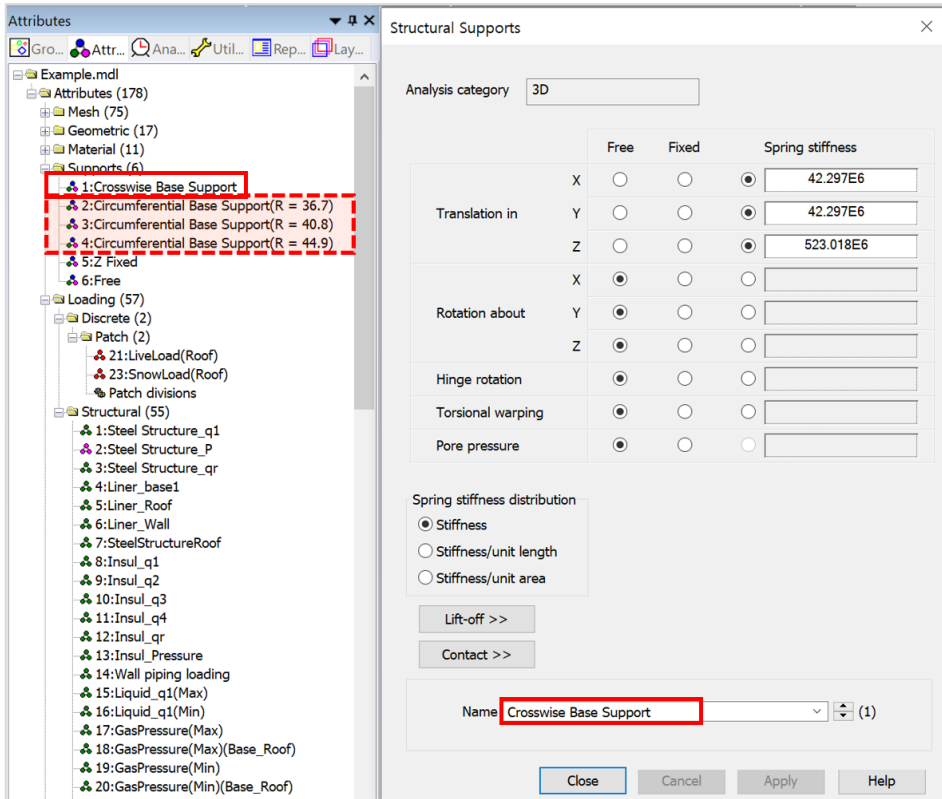 Attributes
Gro... Attr... Ana... Util... Rep... Lay...
Example.mdl
Attributes (178)
Mesh (75)
Geometric (17)
Material (11)
Supports (6)
1:Crosswise Base Support
2:Circumferential Base Support(R = 36.7)
3:Circumferential Base Support(R = 40.8)
4:Circumferential Base Support(R = 44.9)
5:Z Fixed
6:Free
Loading (57)
Discrete (2)
Patch (2)
21:LiveLoad(Roof)
23:SnowLoad(Roof)
Patch divisions
Structural (55)
1:Steel Structure_q1
2:Steel Structure_P
3:Steel Structure_qr
4:Liner_base1
5:Liner_Roof
6:Liner_Wall
7:SteelStructureRoof
8:Insul_q1
9:Insul_q2
10:Insul_q3
11:Insul_q4
12:Insul_qr
13:Insul_Pressure
14:Wall piping loading
15:Liquid_q1(Max)
16:Liquid_q1(Min)
17:GasPressure(Max)
18:GasPressure(Max)(Base_Roof)
19:GasPressure(Min)
20:GasPressure(Min)(Base_Roof)
Structural Supports
Analysis category 3D
Free Fixed Spring stiffness
Translation in
X 42.297E6
Y 42.297E6
Z 523.018E6
Rotation about
X
Y
Z
Hinge rotation
Torsional warping
Pore pressure
Spring stiffness distribution
Stiffness
Stiffness/unit length
Stiffness/unit area
Lift-off >>
Contact >>
Name Crosswise Base Support (1)
Close Cancel Apply Help